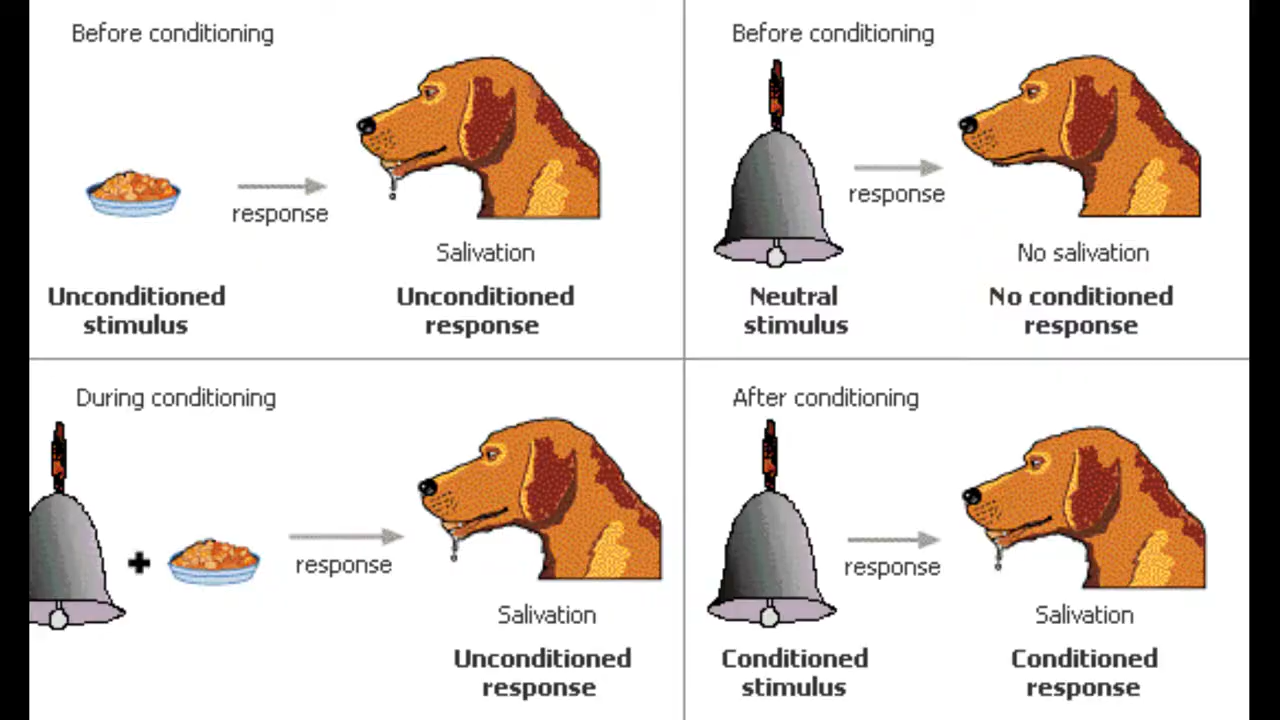 Before conditioning
response
Salivation
Unconditioned
stimulus
Unconditioned
response
Before conditioning
response
No salivation
Neutral
stimulus
No conditioned
response
During conditioning
response
Salivation
Unconditioned
response
After conditioning
response
Salivation
Conditioned
stimulus
Conditioned
response